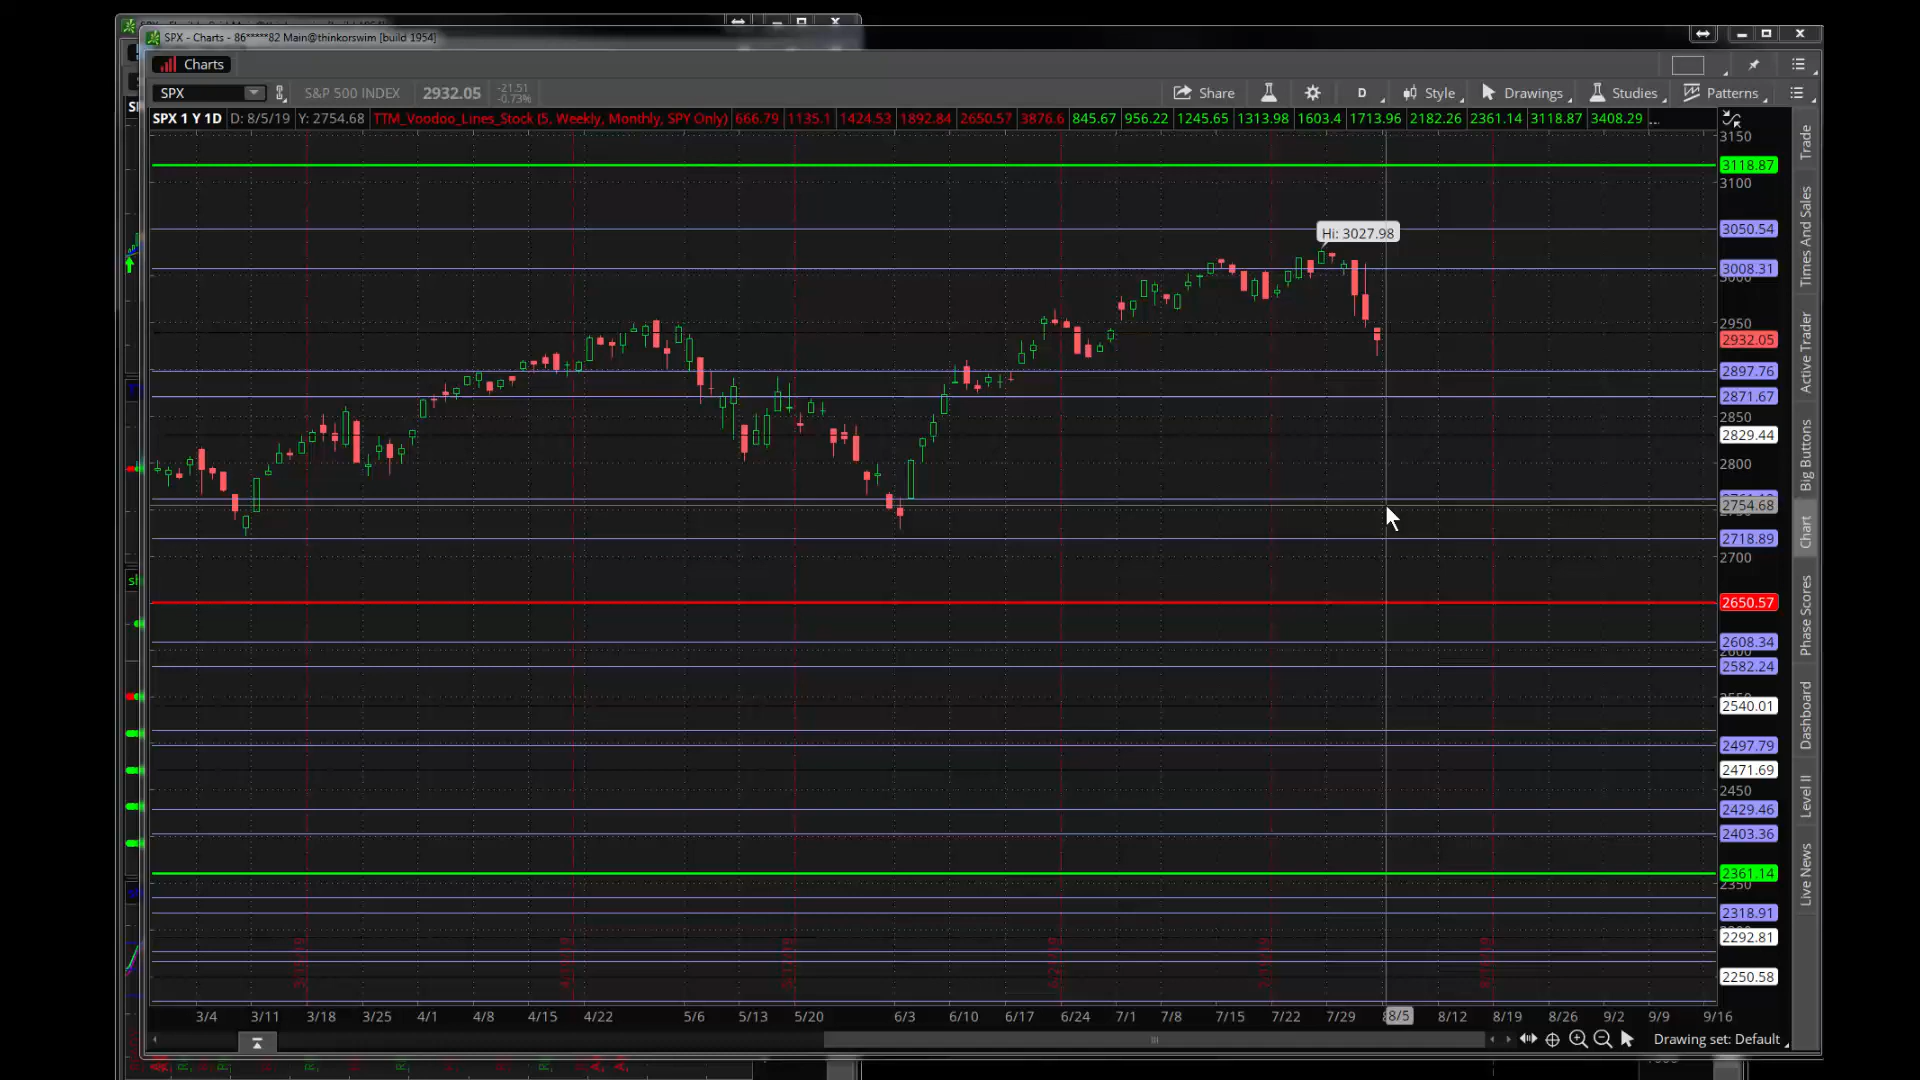 SPX - Charts - 86*****82 Main@thinkorswim [build 1954]
Charts
SPX S&P 500 INDEX 2932.05 -21.51 -0.73% Share D Style Drawings Studies Patterns
SPX 1 Y 1D D: 8/5/19 Y: 2754.68 TTM_Voodoo_Lines_Stock (5, Weekly, Monthly, SPY Only) 666.79 1135.1 1424.53 1892.84 2650.57 3876.6 845.67 956.22 1245.65 1313.98 1603.4 1713.96 2182.26 2361.14 3118.87 3408.29 ...
3150
3118.87
3100
3050.54
Hi: 3027.98
3008.31
2950
2932.05
2897.76
2871.67
2850
2829.44
2800
2754.68
2718.89
2700
2650.57
2608.34
2582.24
2540.01
2497.79
2471.69
2450
2429.46
2403.36
2361.14
2350
2318.91
2292.81
2250.58
3/4 3/11 3/18 3/25 4/1 4/8 4/15 4/22 5/6 5/13 5/20 6/3 6/10 6/17 6/24 7/1 7/8 7/15 7/22 7/29 8/5 8/12 8/19 8/26 9/2 9/9 9/16
Drawing set: Default
Trade
Times And Sales
Active Trader
Big Buttons
Chart
Phase Scores
Dashboard
Level II
Live News